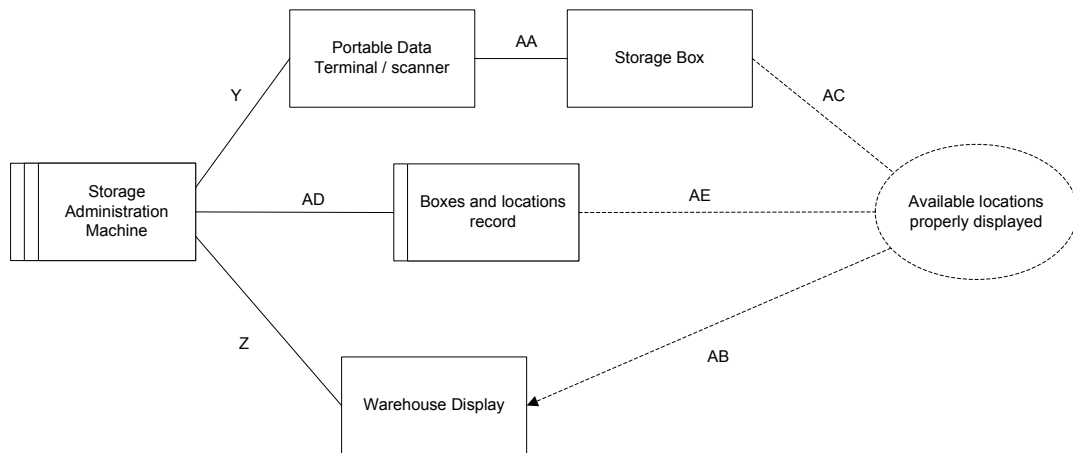 Portable Data
Terminal / scanner
AA
Storage Box
Y
AC
Storage
Administration
Machine
AD
Boxes and locations
record
AE
Available locations
properly displayed
Z
AB
Warehouse Display